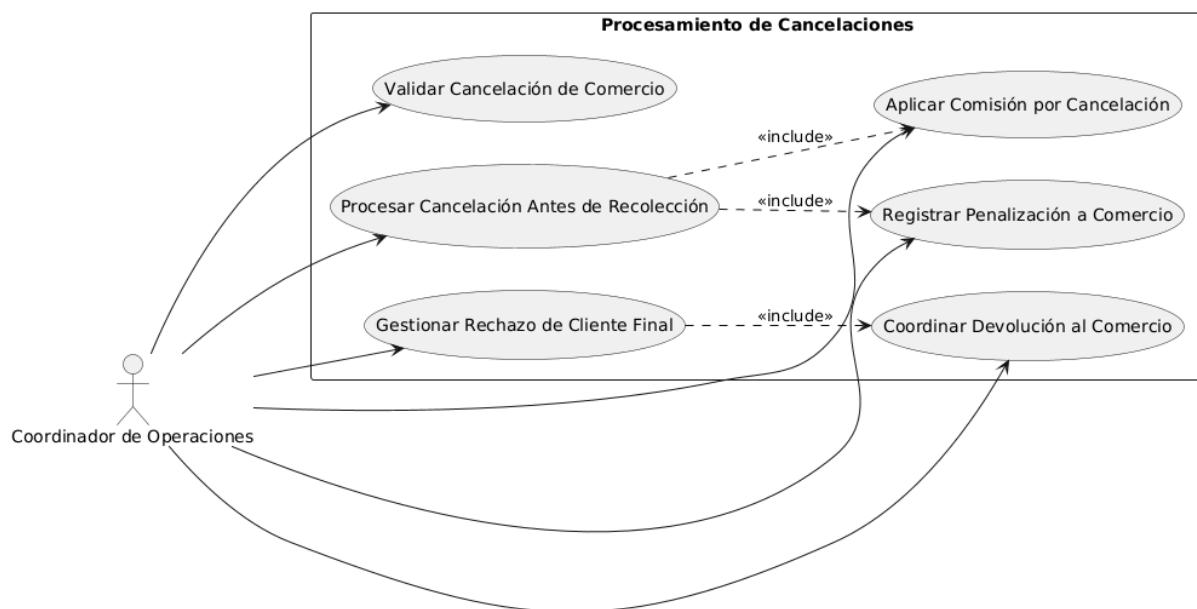 Procesamiento de Cancelaciones
Validar Cancelación de Comercio
Aplicar Comisión por Cancelación
«include»
Procesar Cancelación Antes de Recolección
«include»
Registrar Penalización a Comercio
«include»
Gestionar Rechazo de Cliente Final
Coordinar Devolución al Comercio
Coordinador de Operaciones